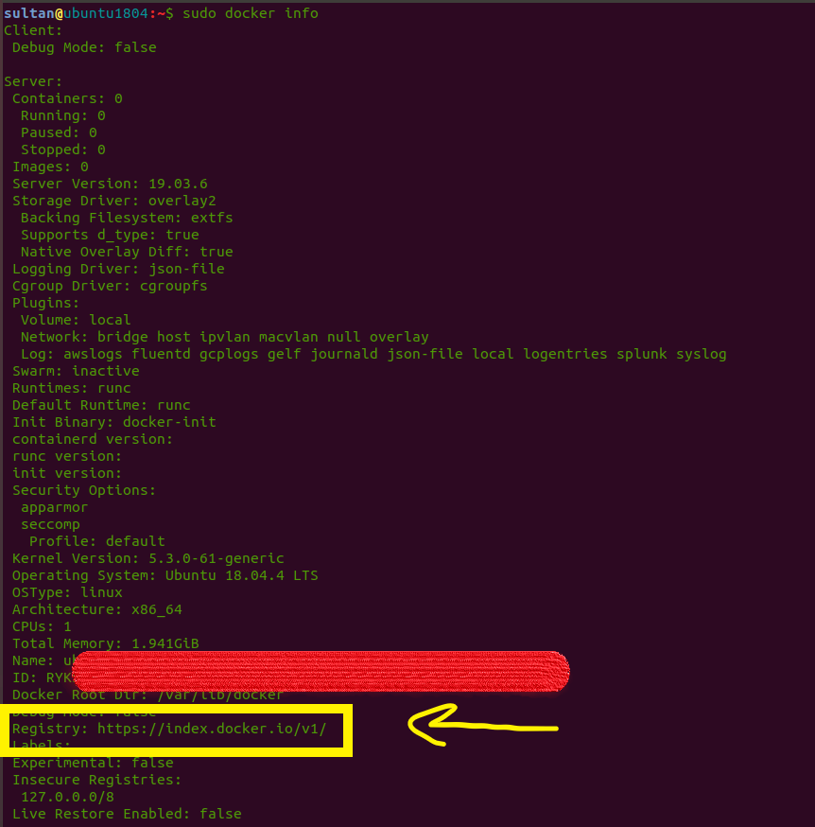 sultan@ubuntu1804:~$ sudo docker info
Client:
Debug Mode: false
Server:
Containers: 0
Running: 0
Paused: 0
Stopped: 0
Images: 0
Server Version: 19.03.6
Storage Driver: overlay2
Backing Filesystem: extfs
Supports d_type: true
Native Overlay Diff: true
Logging Driver: json-file
Cgroup Driver: cgroupfs
Plugins:
Volume: local
Network: bridge host ipvlan macvlan null overlay
Log: awslogs fluentd gcplogs gelf journald json-file local logentries splunk syslog
Swarm: inactive
Runtimes: runc
Default Runtime: runc
Init Binary: docker-init
containerd version:
runc version:
init version:
Security Options:
apparmor
seccomp
Profile: default
Kernel Version: 5.3.0-61-generic
Operating System: Ubuntu 18.04.4 LTS
OSType: linux
Architecture: x86_64
CPUs: 1
Total Memory: 1.941GiB
Name:
ID:
Docker Root Dir: /var/lib/docker
Debug Mode: false
Registry: https://index.docker.io/v1/
Labels:
Experimental: false
Insecure Registries:
127.0.0.0/8
Live Restore Enabled: false